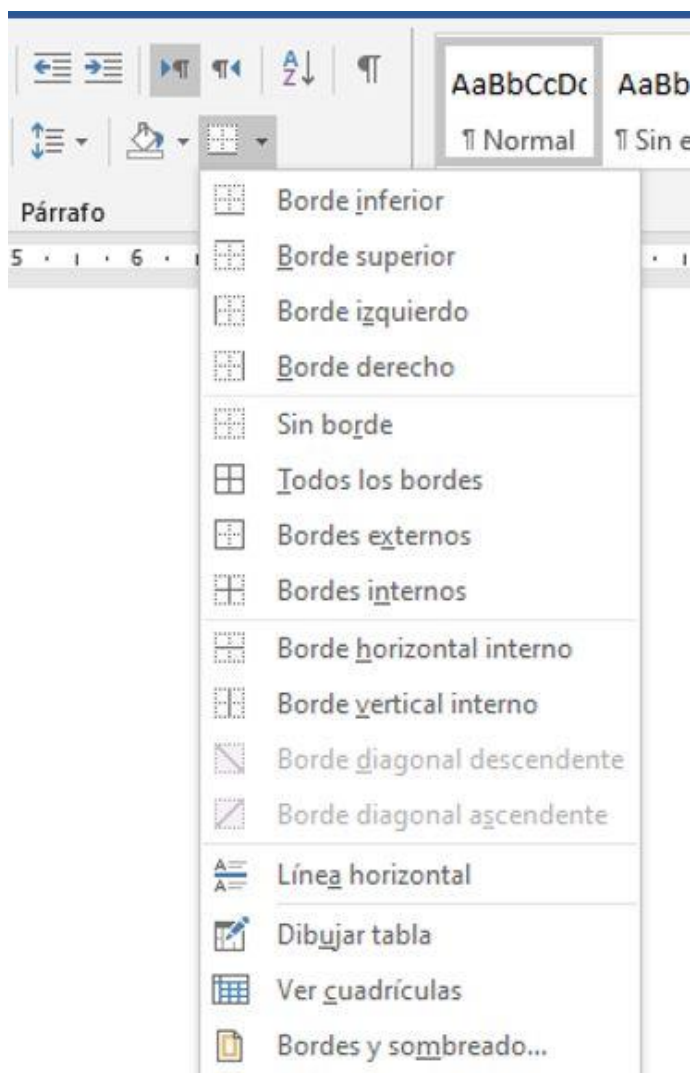 AaBbCcDc AaBb
¶ Normal ¶ Sin e
Párrafo
5 · ı · 6 · ı · ı
Borde inferior
Borde superior
Borde izquierdo
Borde derecho
Sin borde
Todos los bordes
Bordes externos
Bordes internos
Borde horizontal interno
Borde vertical interno
Borde diagonal descendente
Borde diagonal ascendente
Línea horizontal
Dibujar tabla
Ver cuadrículas
Bordes y sombreado...